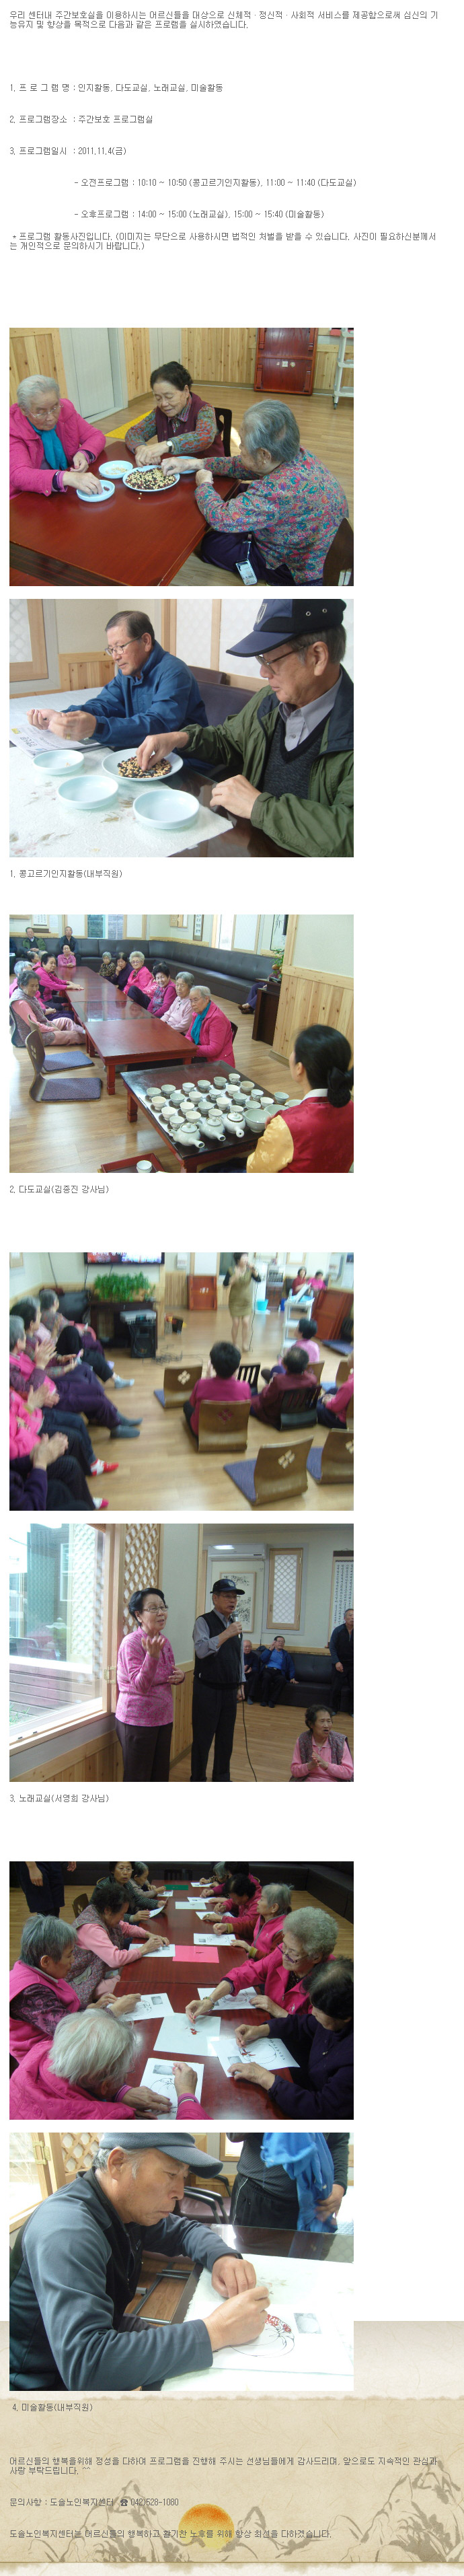 우리 센터내 주간보호실을 이용하시는 어르신들을 대상으로 신체적 · 정신적 · 사회적 서비스를 제공함으로써 심신의 기
능유지 및 향상을 목적으로 다음과 같은 프로램을 실시하였습니다.
1. 프 로 그 램 명 : 인지활동, 다도교실, 노래교실, 미술활동
2. 프로그램장소 : 주간보호 프로그램실
3. 프로그램일시 : 2011.11.4(금)
- 오전프로그램 : 10:10 ~ 10:50 (콩고르기인지활동), 11:00 ~ 11:40 (다도교실)
- 오후프로그램 : 14:00 ~ 15:00 (노래교실), 15:00 ~ 15:40 (미술활동)
* 프로그램 활동사진입니다. (이미지는 무단으로 사용하시면 법적인 처벌을 받을 수 있습니다. 사진이 필요하신분께서
는 개인적으로 문의하시기 바랍니다.)
1. 콩고르기인지활동(내부직원)
2. 다도교실(김종진 강사님)
3. 노래교실(서영희 강사님)
4. 미술활동(내부직원)
어르신들의 행복을위해 정성을 다하여 프로그램을 진행해 주시는 선생님들에게 감사드리며, 앞으로도 지속적인 관심과
사랑 부탁드립니다. ^^
문의사항 : 도솔노인복지센터 ☎ 042)528-1080
도솔노인복지센터는 어르신들의 행복하고 활기찬 노후를 위해 항상 최선을 다하겠습니다.